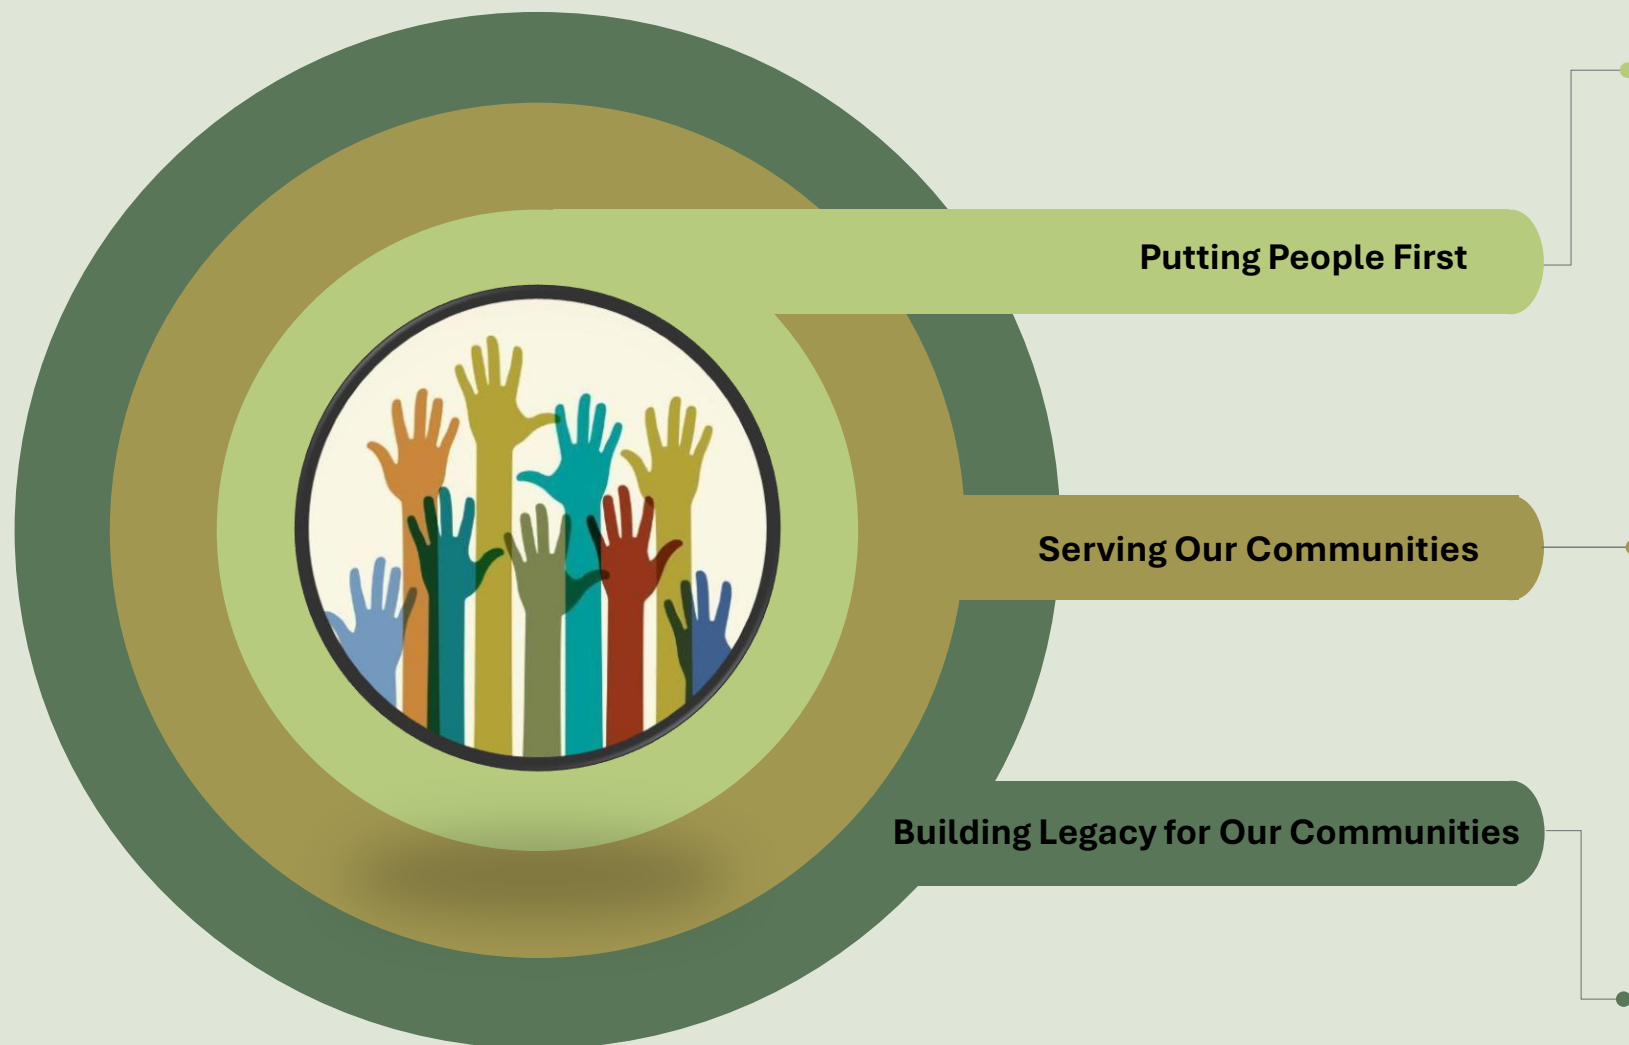 Putting People First
Serving Our Communities
Building Legacy for Our Communities